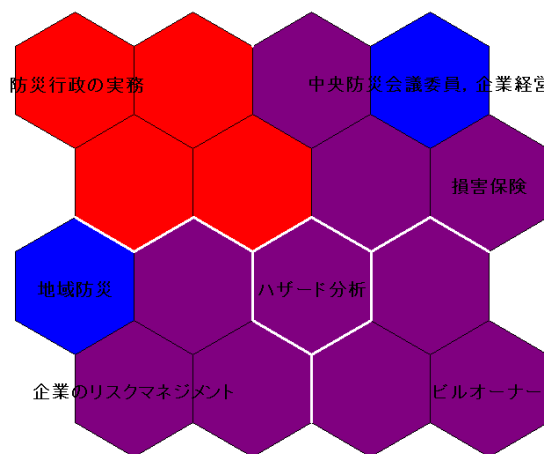 防災行政の実務
中央防災会議委員, 企業経営
損害保険
地域防災
ハザード分析
企業のリスクマネジメント
ビルオーナー